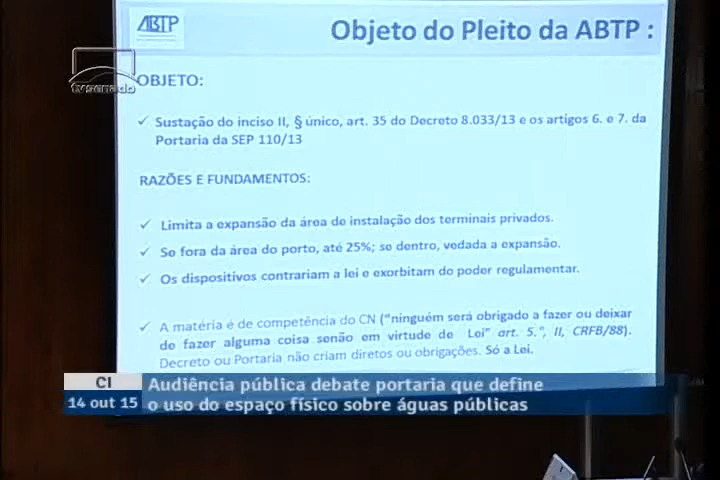 ABTP
Objeto do Pleito da ABTP :
tv senado
OBJETO:
✓ Sustação do inciso II, § único, art. 35 do Decreto 8.033/13 e os artigos 6. e 7. da
Portaria da SEP 110/13
RAZÕES E FUNDAMENTOS:
✓ Limita a expansão da área de instalação dos terminais privados.
✓ Se fora da área do porto, até 25%; se dentro, vedada a expansão.
✓ Os dispositivos contrariam a lei e exorbitam do poder regulamentar.
✓ A matéria é de competência do CN ("ninguém será obrigado a fazer ou deixar
de fazer alguma coisa senão em virtude de Lei" art. 5.º, II, CRFB/88).
Decreto ou Portaria não criam diretos ou obrigações. Só a Lei.
CI
Audiência pública debate portaria que define
14 out 15
o uso do espaço físico sobre águas públicas